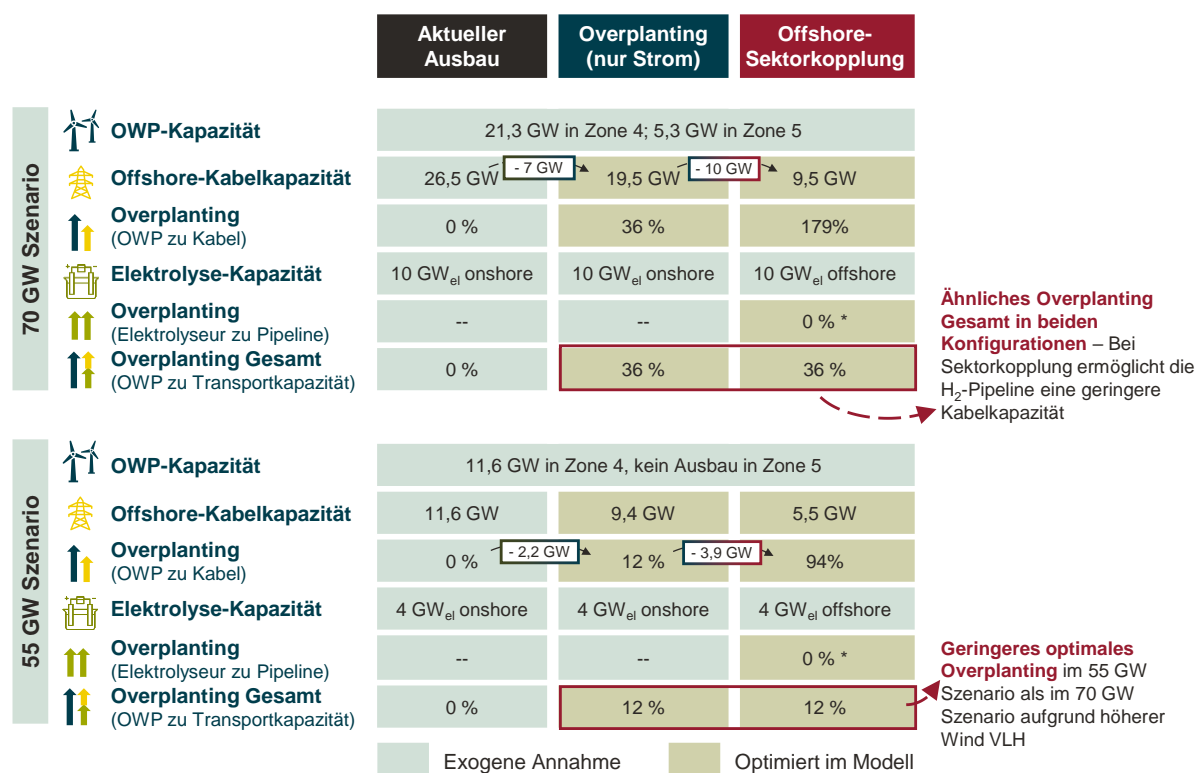 Aktueller
Ausbau
Overplanting
(nur Strom)
Offshore-
Sektorkopplung
70 GW Szenario
OWP-Kapazität
21,3 GW in Zone 4; 5,3 GW in Zone 5
Offshore-Kabelkapazität
26,5 GW
- 7 GW
19,5 GW
- 10 GW
9,5 GW
Overplanting
(OWP zu Kabel)
0 %
36 %
179%
Elektrolyse-Kapazität
10 GWel onshore
10 GWel onshore
10 GWel offshore
Overplanting
(Elektrolyseur zu Pipeline)
--
--
0 % *
Overplanting Gesamt
(OWP zu Transportkapazität)
0 %
36 %
36 %
Ähnliches Overplanting
Gesamt in beiden
Konfigurationen – Bei
Sektorkopplung ermöglicht die
H2-Pipeline eine geringere
Kabelkapazität
55 GW Szenario
OWP-Kapazität
11,6 GW in Zone 4, kein Ausbau in Zone 5
Offshore-Kabelkapazität
11,6 GW
9,4 GW
5,5 GW
Overplanting
(OWP zu Kabel)
0 %
- 2,2 GW
12 %
- 3,9 GW
94%
Elektrolyse-Kapazität
4 GWel onshore
4 GWel onshore
4 GWel offshore
Overplanting
(Elektrolyseur zu Pipeline)
--
--
0 % *
Overplanting Gesamt
(OWP zu Transportkapazität)
0 %
12 %
12 %
Geringeres optimales
Overplanting im 55 GW
Szenario als im 70 GW
Szenario aufgrund höherer
Wind VLH
Exogene Annahme
Optimiert im Modell